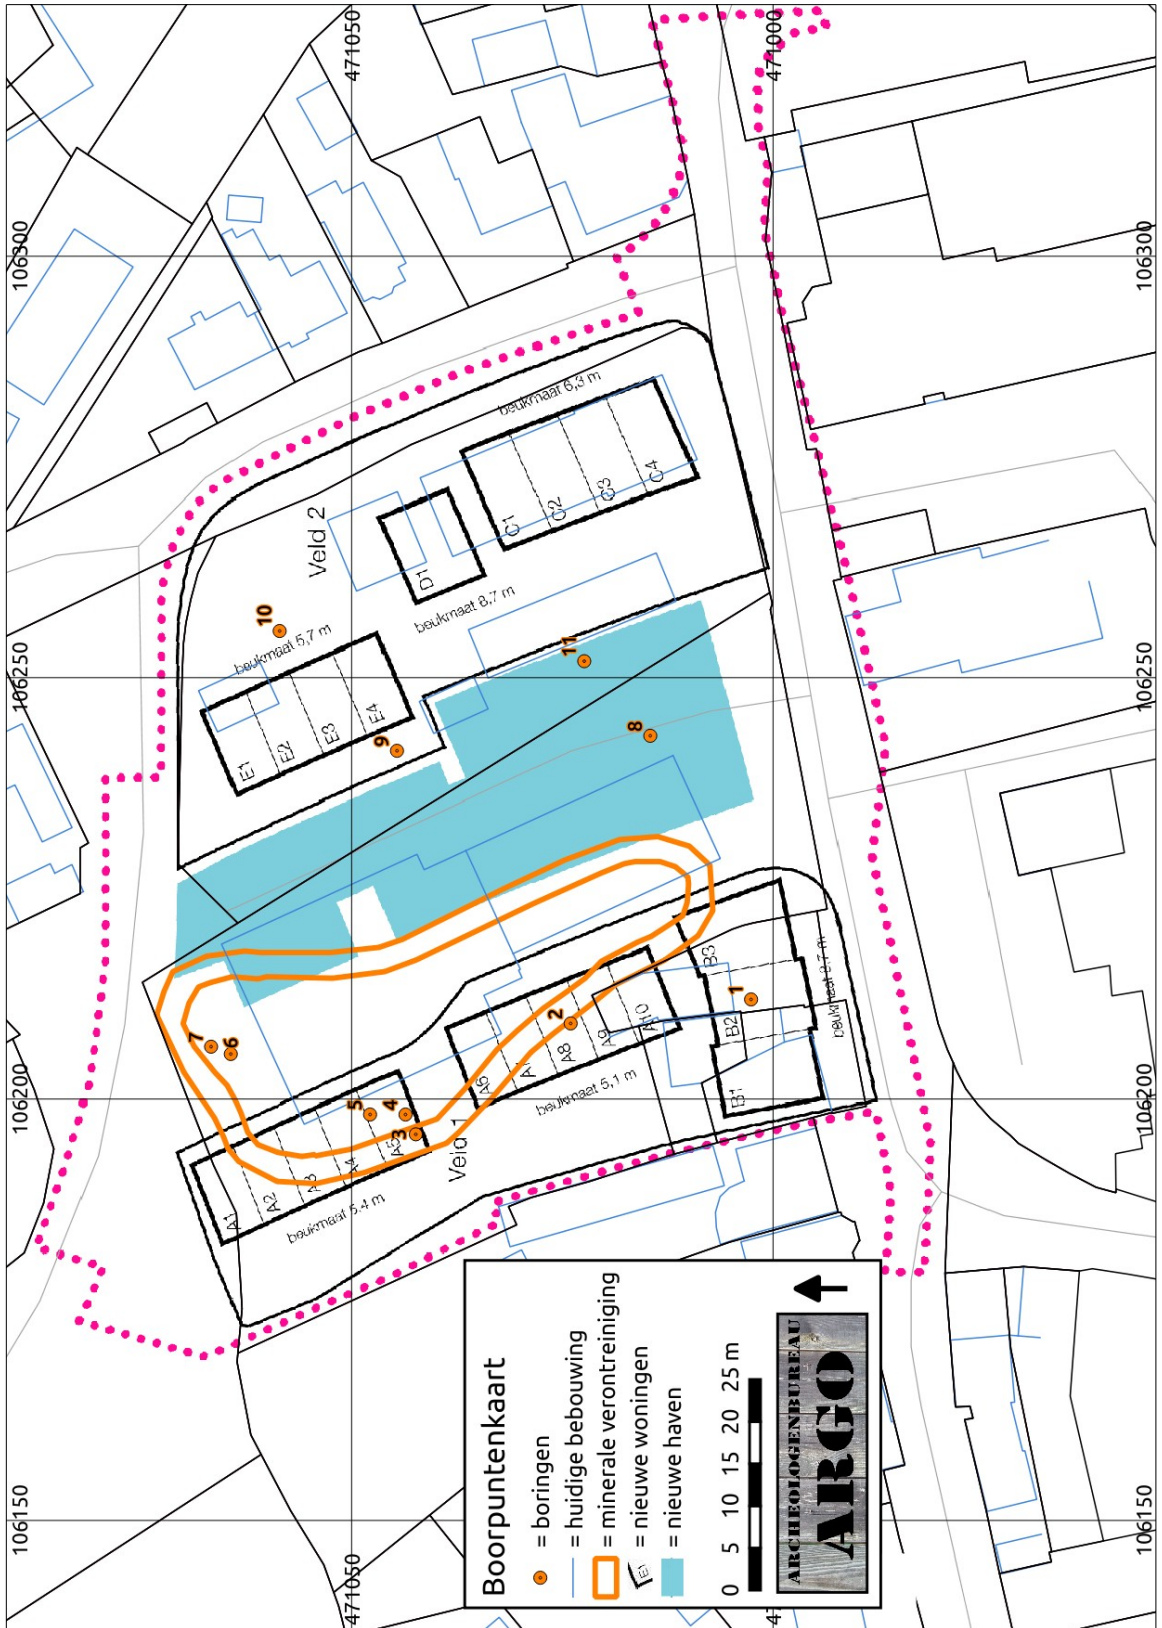 106150
106200
106250
106300
471050
471050
471000
106150
106200
106250
106300
A1
A2
A3
A4
A5
beukmaat 5,4 m
Veld 1
A6
A7
A8
A9
A10
beukmaat 5,1 m
B1
B2
B3
beukmaat 8,7 m
E1
E2
E3
E4
beukmaat 5,7 m
Veld 2
D1
beukmaat 8,7 m
C1
C2
C3
C4
beukmaat 6,3 m
1
2
3
4
5
6
7
8
9
10
11
Boorpuntenkaart
= boringen
= huidige bebouwing
= minerale verontreiniging
E1 = nieuwe woningen
= nieuwe haven
0 5 10 15 20 25 m
ARCHEOLOGENBUREAU
ARGO